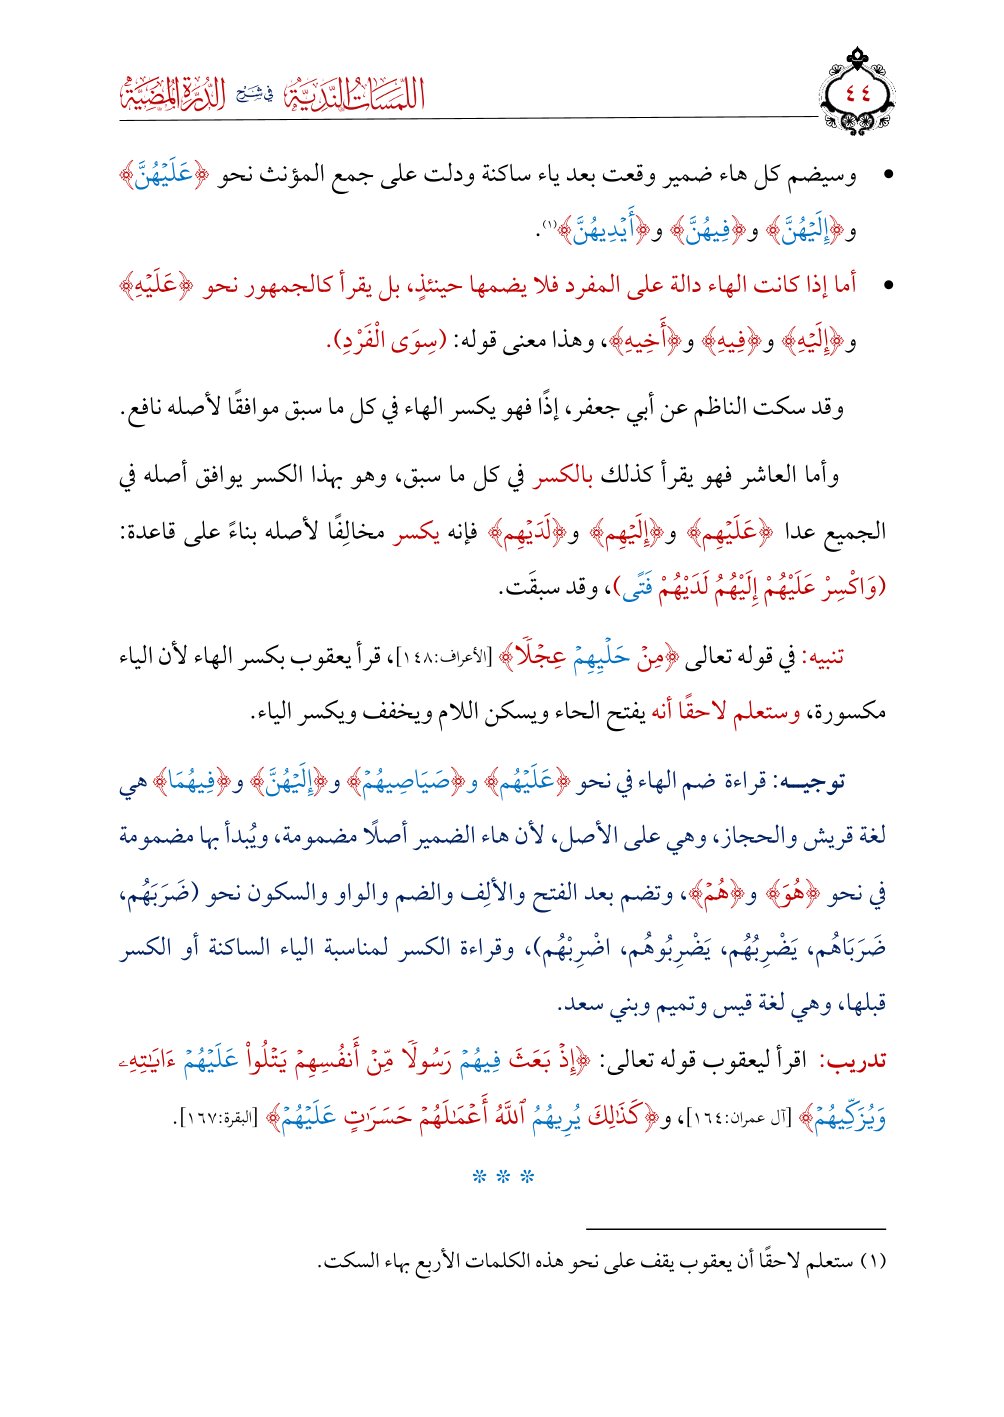 ٤٤
اللمسات الندية في شرح الدرة المضية
• وسيضم كل هاء ضمير وقعت بعد ياء ساكنة ودلت على جمع المؤنث نحو ﴿عَلَيْهُنَّ﴾
و﴿إِلَيْهُنَّ﴾ و﴿فِيهُنَّ﴾ و﴿أَيْدِيهُنَّ﴾(١).
• أما إذا كانت الهاء دالة على المفرد فلا يضمها حينئذٍ، بل يقرأ كالجمهور نحو ﴿عَلَيْهِ﴾
و﴿إِلَيْهِ﴾ و﴿فِيهِ﴾ و﴿أَخِيهِ﴾، وهذا معنى قوله: (سِوَى الْفَرْدِ).
وقد سكت الناظم عن أبي جعفر، إذًا فهو يكسر الهاء في كل ما سبق موافقًا لأصله نافع.
وأما العاشر فهو يقرأ كذلك بالكسر في كل ما سبق، وهو بهذا الكسر يوافق أصله في
الجميع عدا ﴿عَلَيْهِم﴾ و﴿إِلَيْهِم﴾ و﴿لَدَيْهِم﴾ فإنه يكسر مخالِفًا لأصله بناءً على قاعدة:
(وَاكْسِرْ عَلَيْهُمْ إِلَيْهُمُ لَدَيْهُمْ فَتًى)، وقد سبقَت.
تنبيه: في قوله تعالى ﴿مِنْ حَلْيِهِمْ عِجْلًا﴾ [الأعراف:١٤٨]، قرأ يعقوب بكسر الهاء لأن الياء
مكسورة، وستعلم لاحقًا أنه يفتح الحاء ويسكن اللام ويخفف ويكسر الياء.
توجيـــه: قراءة ضم الهاء في نحو ﴿عَلَيْهُم﴾ و﴿صَيَاصِيهُمْ﴾ و﴿إِلَيْهُنَّ﴾ و﴿فِيهُمَا﴾ هي
لغة قريش والحجاز، وهي على الأصل، لأن هاء الضمير أصلًا مضمومة، ويُبدأ بها مضمومة
في نحو ﴿هُوَ﴾ و﴿هُمْ﴾، وتضم بعد الفتح والألِف والضم والواو والسكون نحو (ضَرَبَهُم،
ضَرَبَاهُم، يَضْرِبُهُم، يَضْرِبُوهُم، اضْرِبْهُم)، وقراءة الكسر لمناسبة الياء الساكنة أو الكسر
قبلها، وهي لغة قيس وتميم وبني سعد.
تدريب: اقرأ ليعقوب قوله تعالى: ﴿إِذْ بَعَثَ فِيهُمْ رَسُولًا مِّنْ أَنفُسِهِمْ يَتْلُوا۟ عَلَيْهُمْ ءَايَـٰتِهِۦ
وَيُزَكِّيهُمْ﴾ [آل عمران:١٦٤]، و﴿كَذَٰلِكَ يُرِيهُمُ ٱللَّهُ أَعْمَـٰلَهُمْ حَسَرَٰتٍ عَلَيْهُمْ﴾ [البقرة:١٦٧].
* * *
(١) ستعلم لاحقًا أن يعقوب يقف على نحو هذه الكلمات الأربع بهاء السكت.